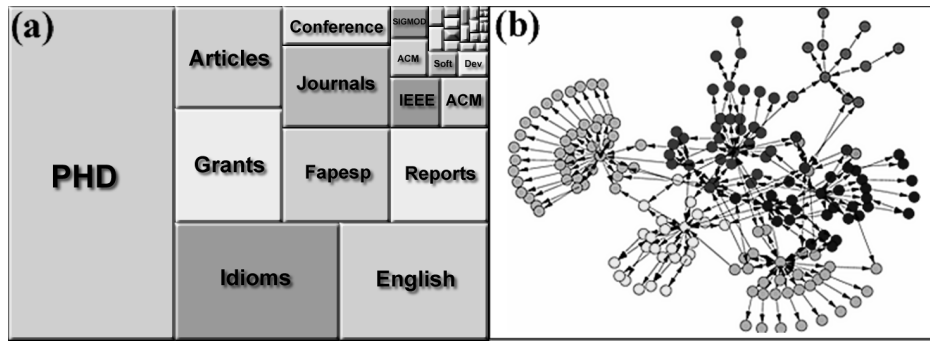 (a)
PHD
Articles
Conference
SIGMOD
Journals
ACM
Soft
Dev
IEEE
ACM
Grants
Fapesp
Reports
Idioms
English
(b)